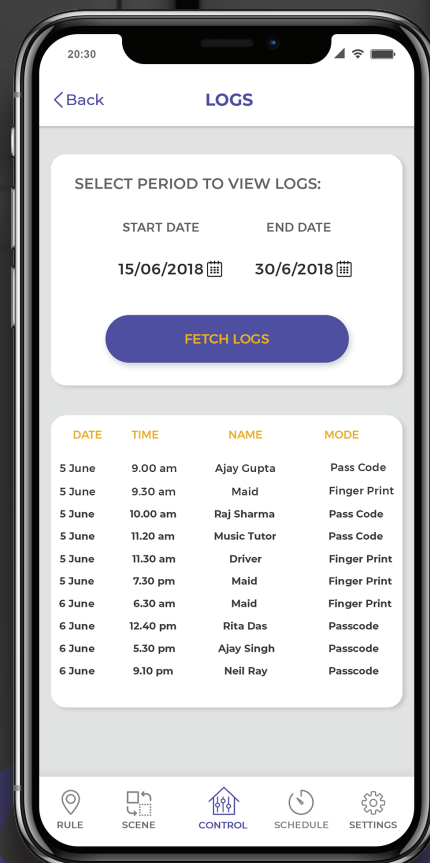 20:30
Back LOGS
SELECT PERIOD TO VIEW LOGS:
START DATE END DATE
15/06/2018 30/6/2018
FETCH LOGS
DATE TIME NAME MODE
5 June 9.00 am Ajay Gupta Pass Code
5 June 9.30 am Maid Finger Print
5 June 10.00 am Raj Sharma Pass Code
5 June 11.20 am Music Tutor Pass Code
5 June 11.30 am Driver Finger Print
5 June 7.30 pm Maid Finger Print
6 June 6.30 am Maid Finger Print
6 June 12.40 pm Rita Das Passcode
6 June 5.30 pm Ajay Singh Passcode
6 June 9.10 pm Neil Ray Passcode
RULE SCENE CONTROL SCHEDULE SETTINGS